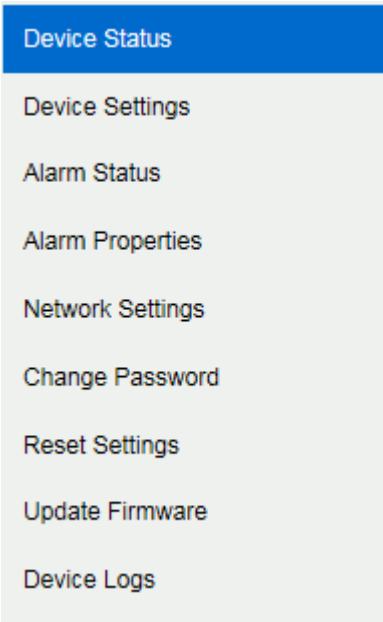 Device Status
Device Settings
Alarm Status
Alarm Properties
Network Settings
Change Password
Reset Settings
Update Firmware
Device Logs